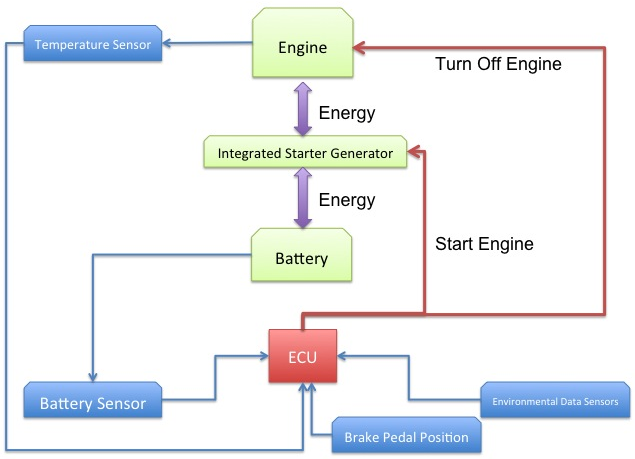 Temperature Sensor
Engine
Turn Off Engine
Energy
Integrated Starter Generator
Energy
Start Engine
Battery
ECU
Battery Sensor
Environmental Data Sensors
Brake Pedal Position